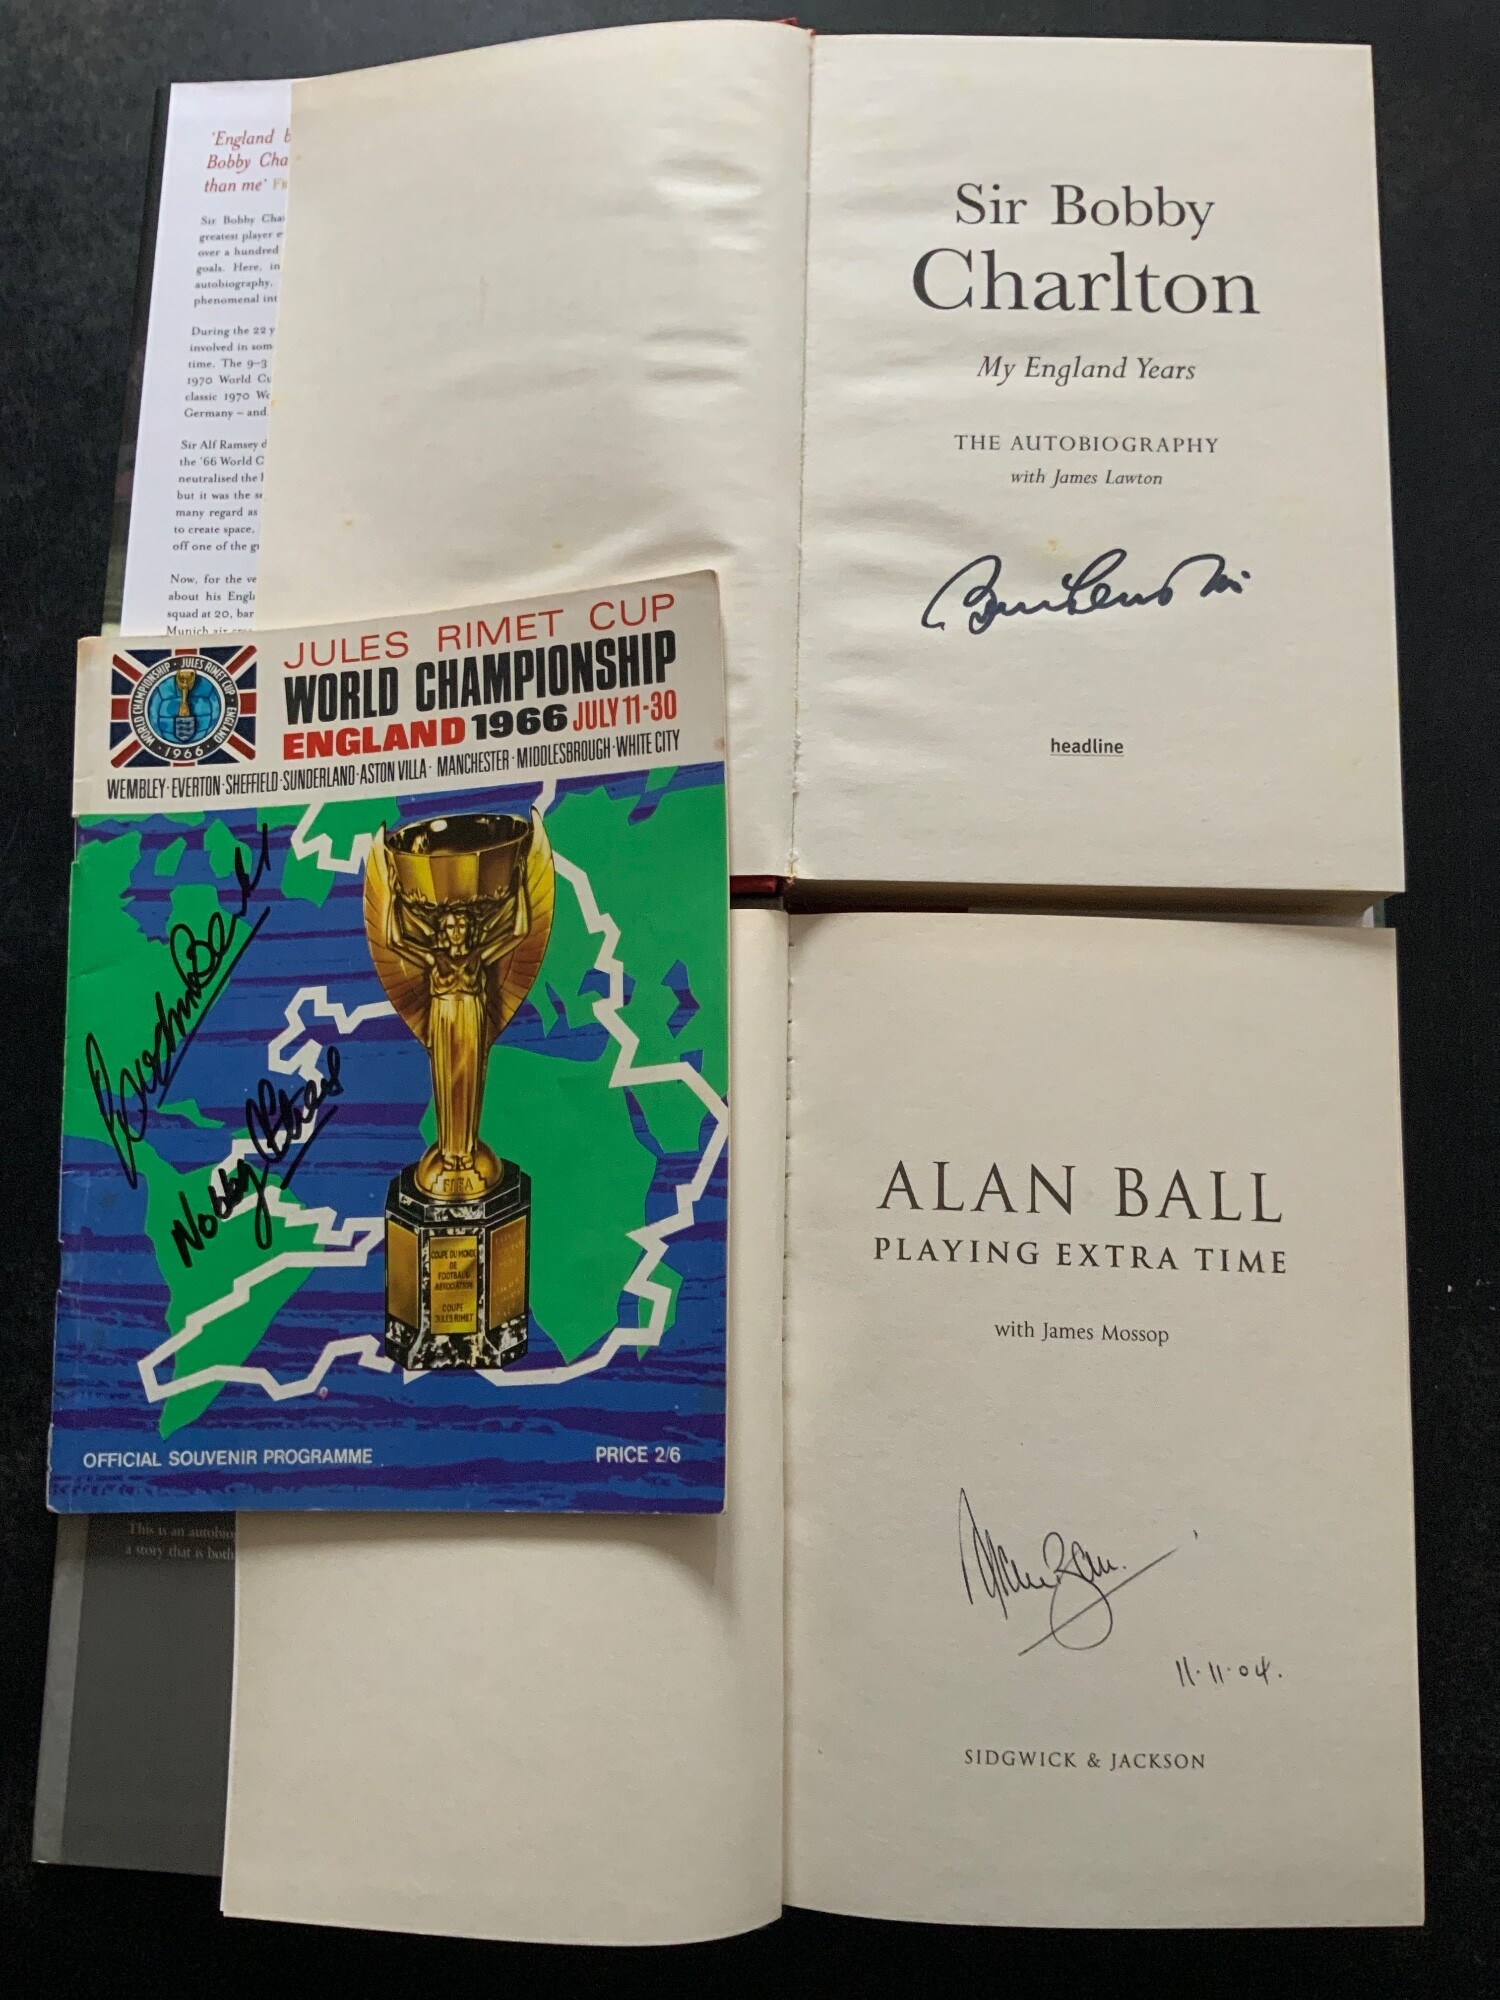 'England b
Bobby Cha
than me'
Sir Bobby Cha
greatest player e
over a hundred
goals. Here, in
autobiography,
phenomenal int
During the 22 y
involved in som
time. The 9–3
1970 World Cu
classic 1970 Wo
Germany – and
Sir Alf Ramsey d
the '66 World C
neutralised the l
but it was the se
many regard as
to create space,
off one of the gr
Now, for the ve
about his Engl
squad at 20, bar
Munich air
Sir Bobby
Charlton
My England Years
THE AUTOBIOGRAPHY
with James Lawton
headline
JULES RIMET CUP
WORLD CHAMPIONSHIP
ENGLAND 1966 JULY 11-30
WEMBLEY·EVERTON·SHEFFIELD·SUNDERLAND·ASTON VILLA·MANCHESTER·MIDDLESBROUGH·WHITE CITY
WORLD CHAMPIONSHIP · JULES RIMET CUP · ENGLAND
· 1966 ·
Nobby Stiles
FIFA
COUPE DU MONDE
DE
FOOTBALL
ASSOCIATION
COUPE
JULES RIMET
OFFICIAL SOUVENIR PROGRAMME
PRICE 2/6
This is an autobio
a story that is both
ALAN BALL
PLAYING EXTRA TIME
with James Mossop
Alan Ball
11.11.04.
SIDGWICK & JACKSON